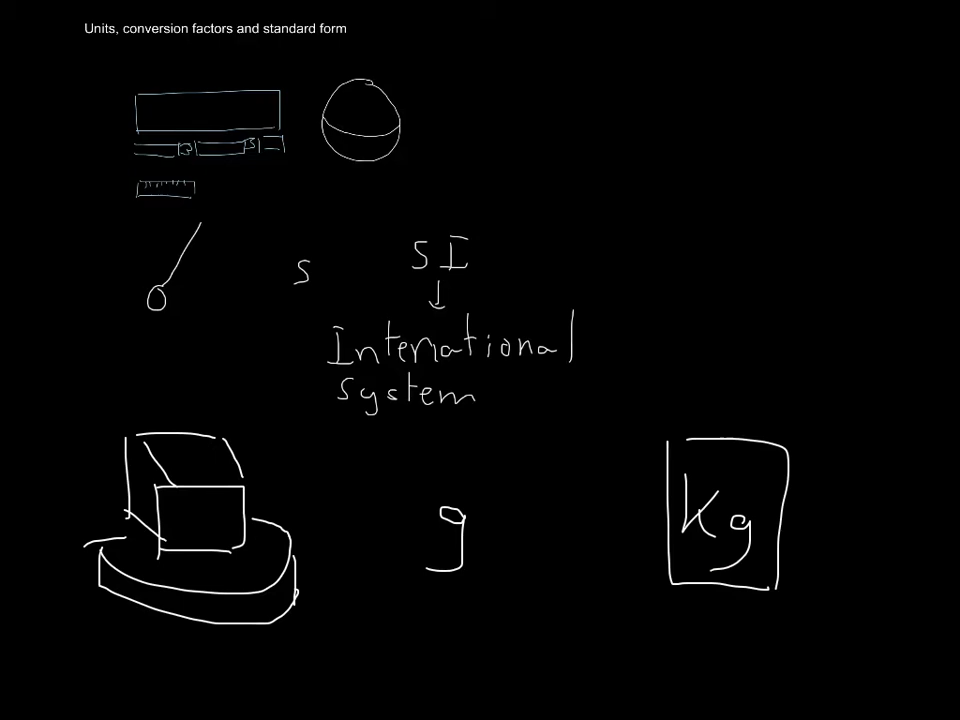 Units, conversion factors and standard form
s
SI
International
system
g
Kg